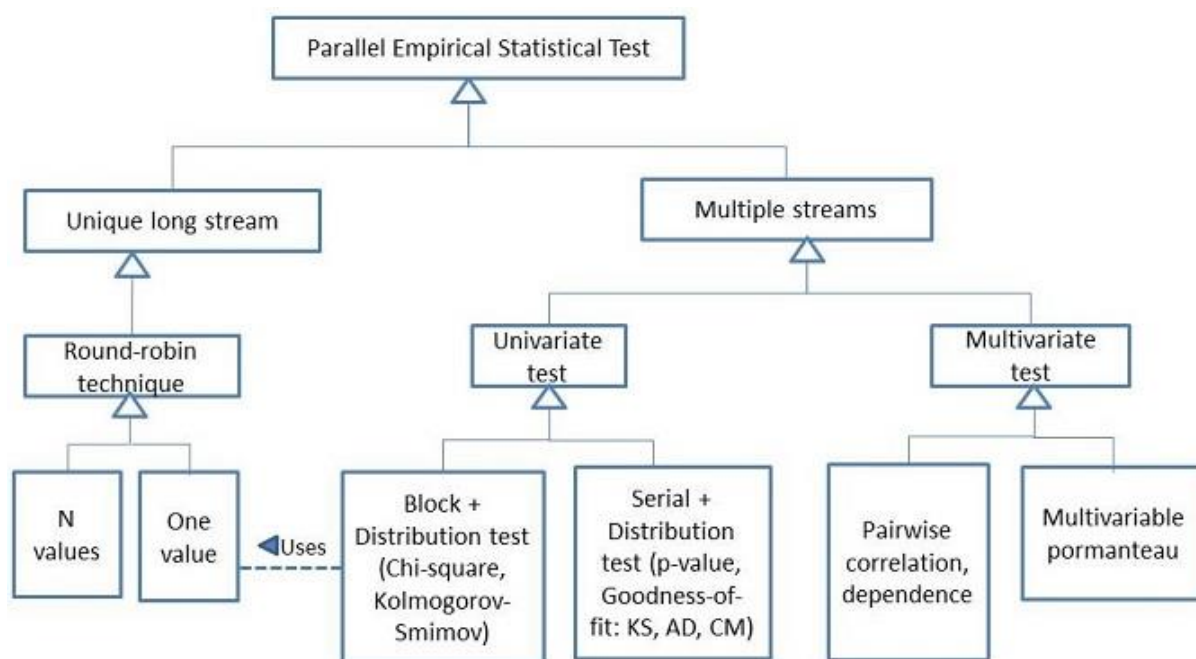 Parallel Empirical Statistical Test
Unique long stream
Multiple streams
Round-robin
technique
Univariate
test
Multivariate
test
N
values
One
value
Uses
Block +
Distribution test
(Chi-square,
Kolmogorov-
Smimov)
Serial +
Distribution
test (p-value,
Goodness-of-
fit: KS, AD, CM)
Pairwise
correlation,
dependence
Multivariable
pormanteau